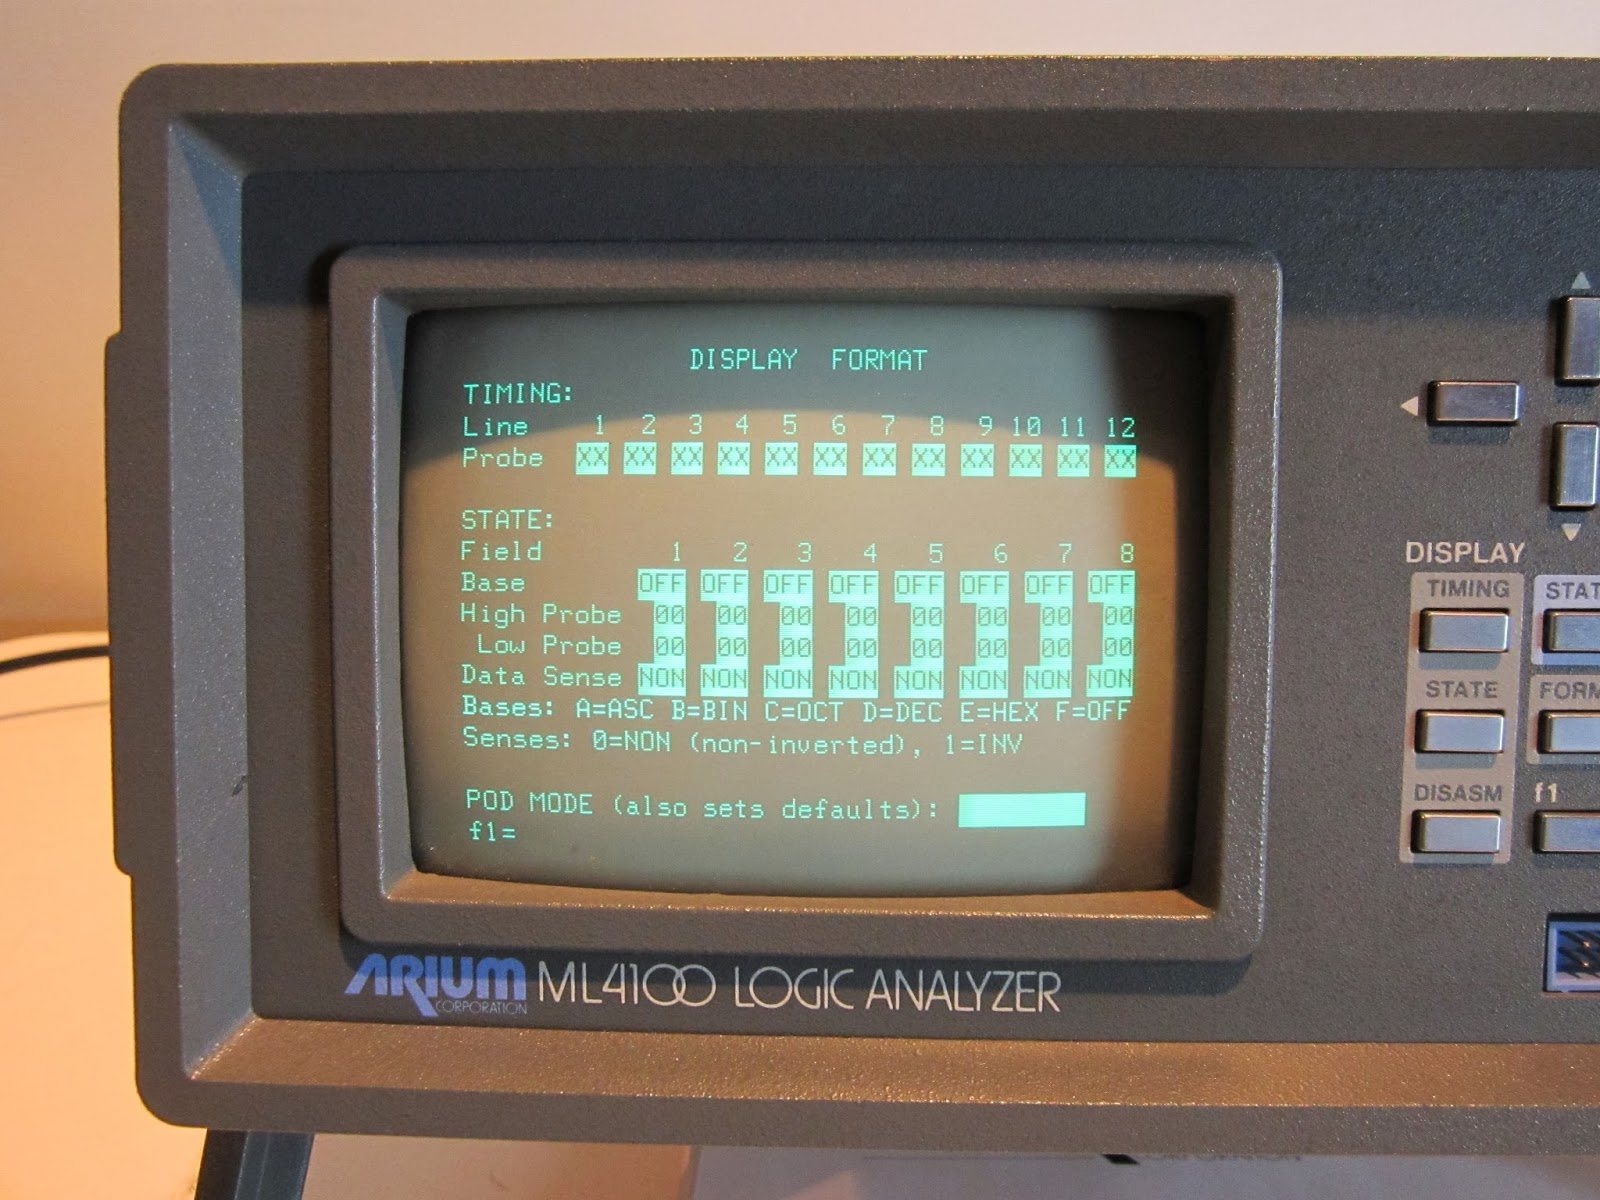 DISPLAY FORMAT
TIMING:
Line 1 2 3 4 5 6 7 8 9 10 11 12
Probe XX XX XX XX XX XX XX XX XX XX XX XX
STATE:
Field 1 2 3 4 5 6 7 8
Base OFF OFF OFF OFF OFF OFF OFF OFF
High Probe 00 00 00 00 00 00 00 00
Low Probe 00 00 00 00 00 00 00 00
Data Sense NON NON NON NON NON NON NON NON
Bases: A=ASC B=BIN C=OCT D=DEC E=HEX F=OFF
Senses: 0=NON (non-inverted), 1=INV
POD MODE (also sets defaults):
f1=
ARIUM
CORPORATION
ML4100 LOGIC ANALYZER
DISPLAY
TIMING
STAT
STATE
FORM
DISASM
f1